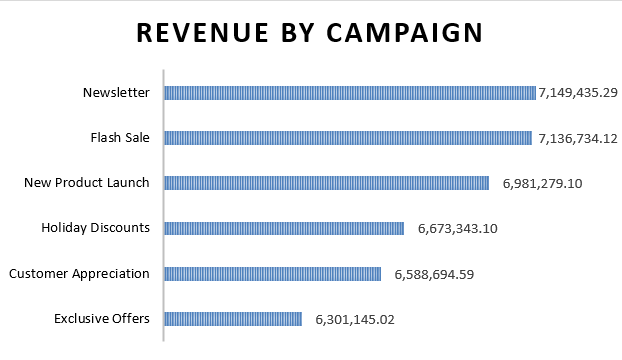 REVENUE BY CAMPAIGN
Newsletter 7,149,435.29
Flash Sale 7,136,734.12
New Product Launch 6,981,279.10
Holiday Discounts 6,673,343.10
Customer Appreciation 6,588,694.59
Exclusive Offers 6,301,145.02